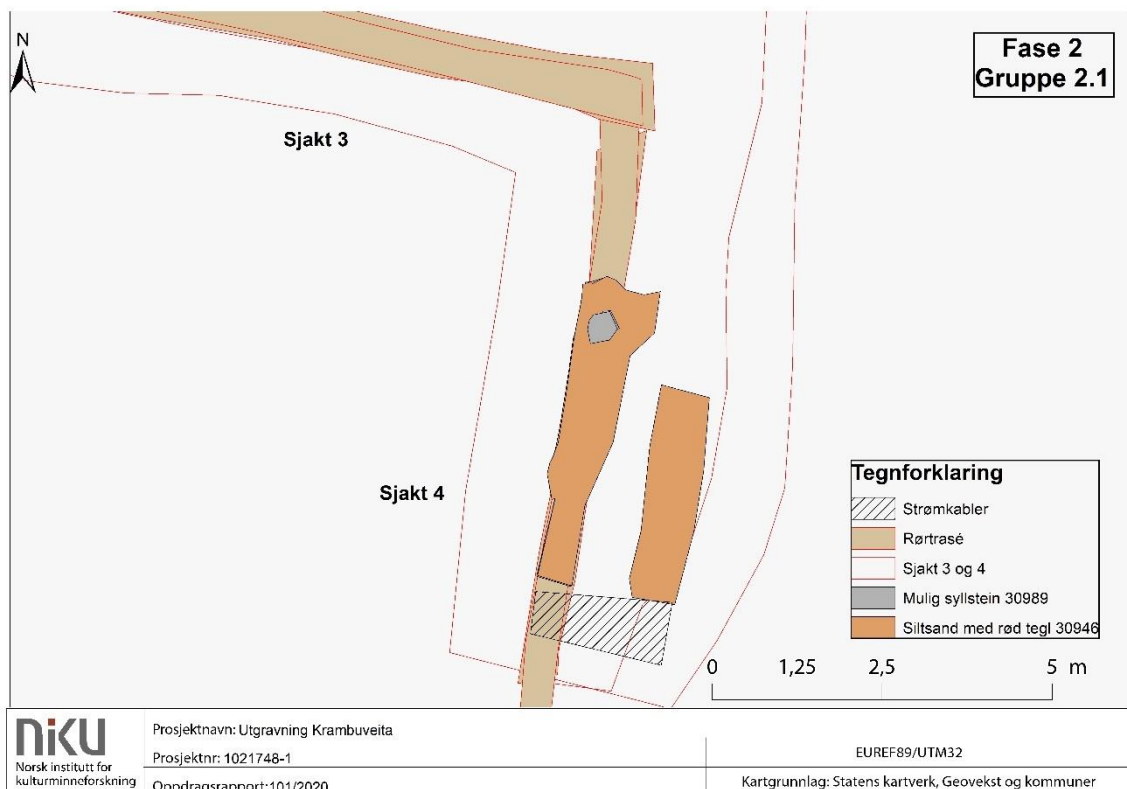 N
Fase 2
Gruppe 2.1
Sjakt 3
Sjakt 4
Tegnforklaring
Strømkabler
Rørtrasé
Sjakt 3 og 4
Mulig syllstein 30989
Siltsand med rød tegl 30946
0 1,25 2,5 5 m
NIKU
Norsk institutt for
kulturminneforskning
Prosjektnavn: Utgravning Krambuveita
Prosjektnr: 1021748-1
Oppdragsrapport:101/2020
EUREF89/UTM32
Kartgrunnlag: Statens kartverk, Geovekst og kommuner